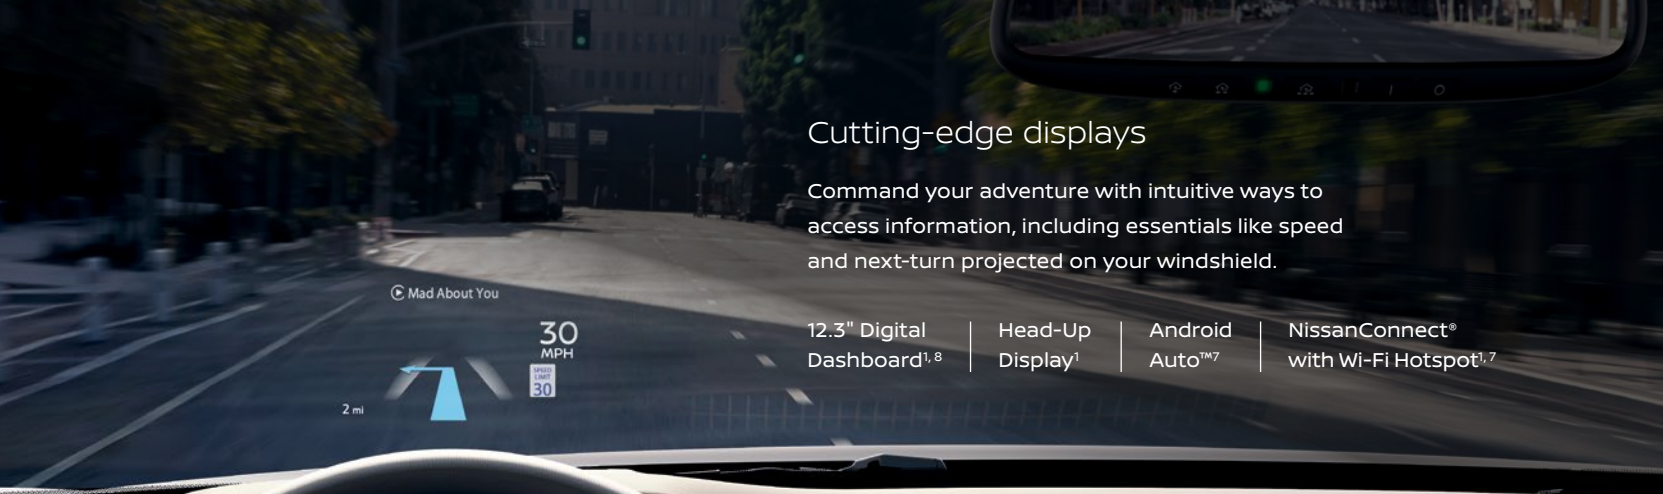 Cutting-edge displays
Command your adventure with intuitive ways to
access information, including essentials like speed
and next-turn projected on your windshield.
Mad About You
30
MPH
SPEED
LIMIT
30
2 mi
12.3" Digital
Dashboard¹,⁸
Head-Up
Display¹
Android
Auto™⁷
NissanConnect®
with Wi-Fi Hotspot¹,⁷